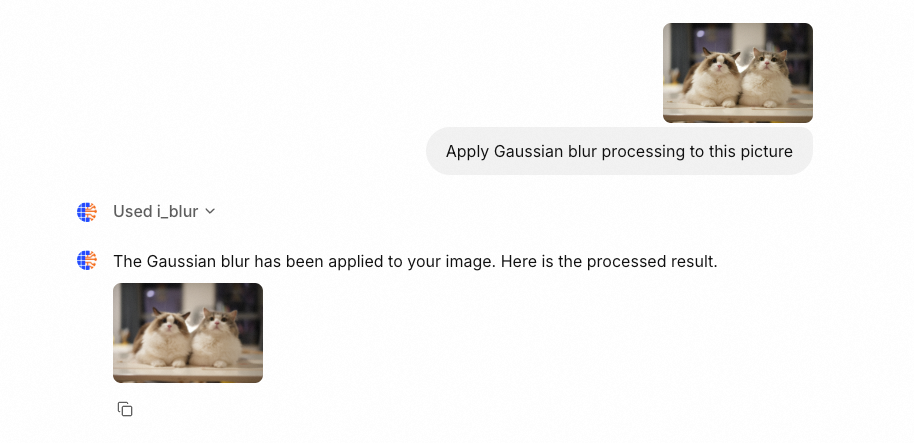 Apply Gaussian blur processing to this picture
Used i_blur
The Gaussian blur has been applied to your image. Here is the processed result.